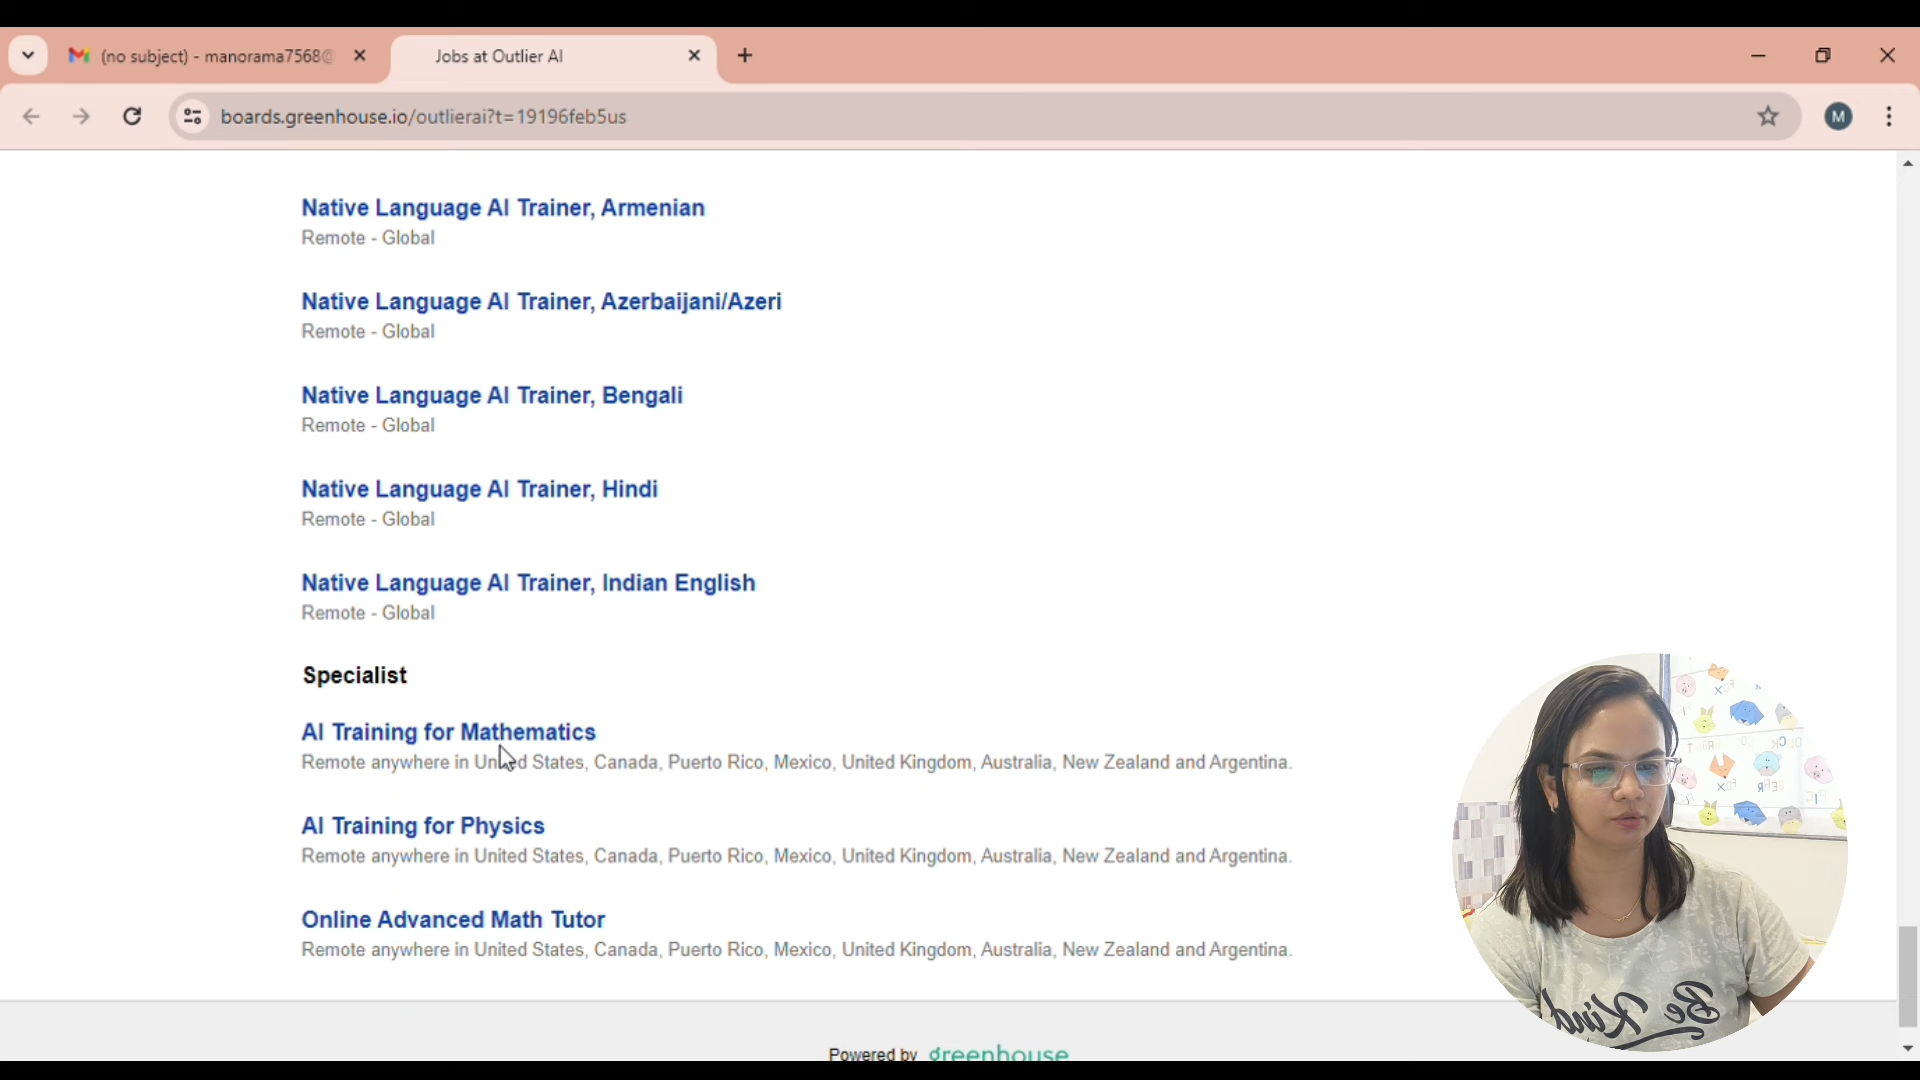 (no subject) - manorama7568@
Jobs at Outlier AI
boards.greenhouse.io/outlierai?t=19196feb5us
M
Native Language AI Trainer, Armenian
Remote - Global
Native Language AI Trainer, Azerbaijani/Azeri
Remote - Global
Native Language AI Trainer, Bengali
Remote - Global
Native Language AI Trainer, Hindi
Remote - Global
Native Language AI Trainer, Indian English
Remote - Global
Specialist
AI Training for Mathematics
Remote anywhere in United States, Canada, Puerto Rico, Mexico, United Kingdom, Australia, New Zealand and Argentina.
AI Training for Physics
Remote anywhere in United States, Canada, Puerto Rico, Mexico, United Kingdom, Australia, New Zealand and Argentina.
Online Advanced Math Tutor
Remote anywhere in United States, Canada, Puerto Rico, Mexico, United Kingdom, Australia, New Zealand and Argentina.
Powered by greenhouse
Be Kind